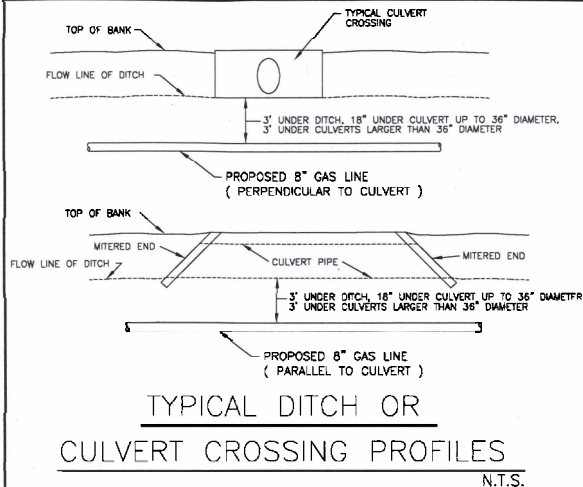 TYPICAL CULVERT
CROSSING
TOP OF BANK
FLOW LINE OF DITCH
3' UNDER DITCH, 18" UNDER CULVERT UP TO 36" DIAMETER,
3' UNDER CULVERTS LARGER THAN 36" DIAMETER
PROPOSED 8" GAS LINE
( PERPENDICULAR TO CULVERT )
TOP OF BANK
MITERED END
CULVERT PIPE
MITERED END
FLOW LINE OF DITCH
3' UNDER DITCH, 18" UNDER CULVERT UP TO 36" DIAMETER
3' UNDER CULVERTS LARGER THAN 36" DIAMETER
PROPOSED 8" GAS LINE
( PARALLEL TO CULVERT )
TYPICAL DITCH OR
CULVERT CROSSING PROFILES
N.T.S.